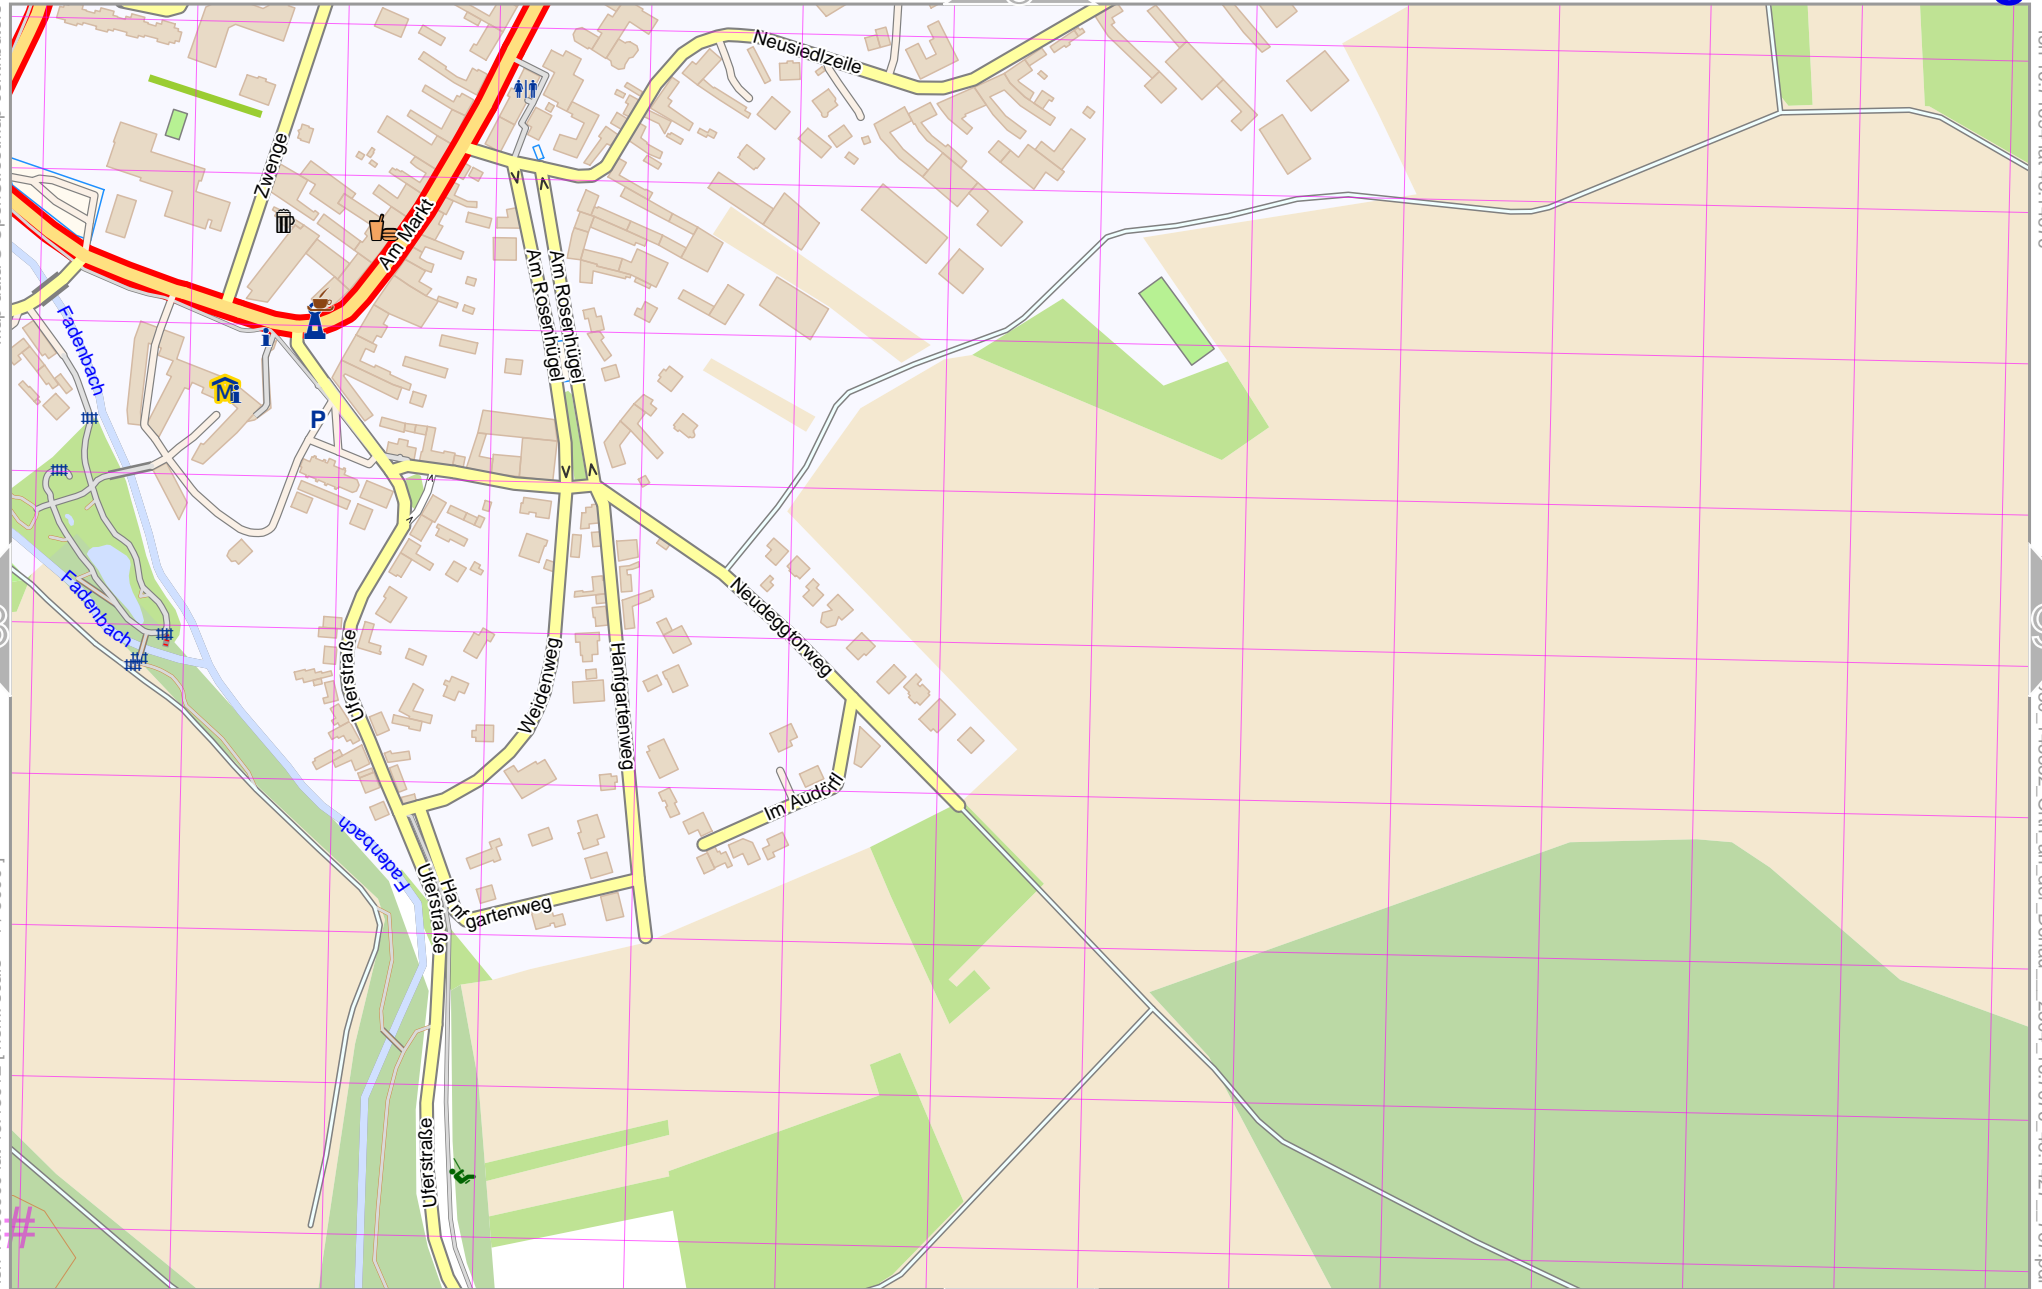 Neusiedlzeile
Zwenge
Am Markt
Am Rosenhügel
Am Rosenhügel
Fadenbach
i
M
i
P
Fadenbach
Neudeggtorweg
Uferstraße
Weidenweg
Hanfgartenweg
Im Audörfl
Fadenbach
Uferstraße
Hanfgartenweg
Uferstraße
#